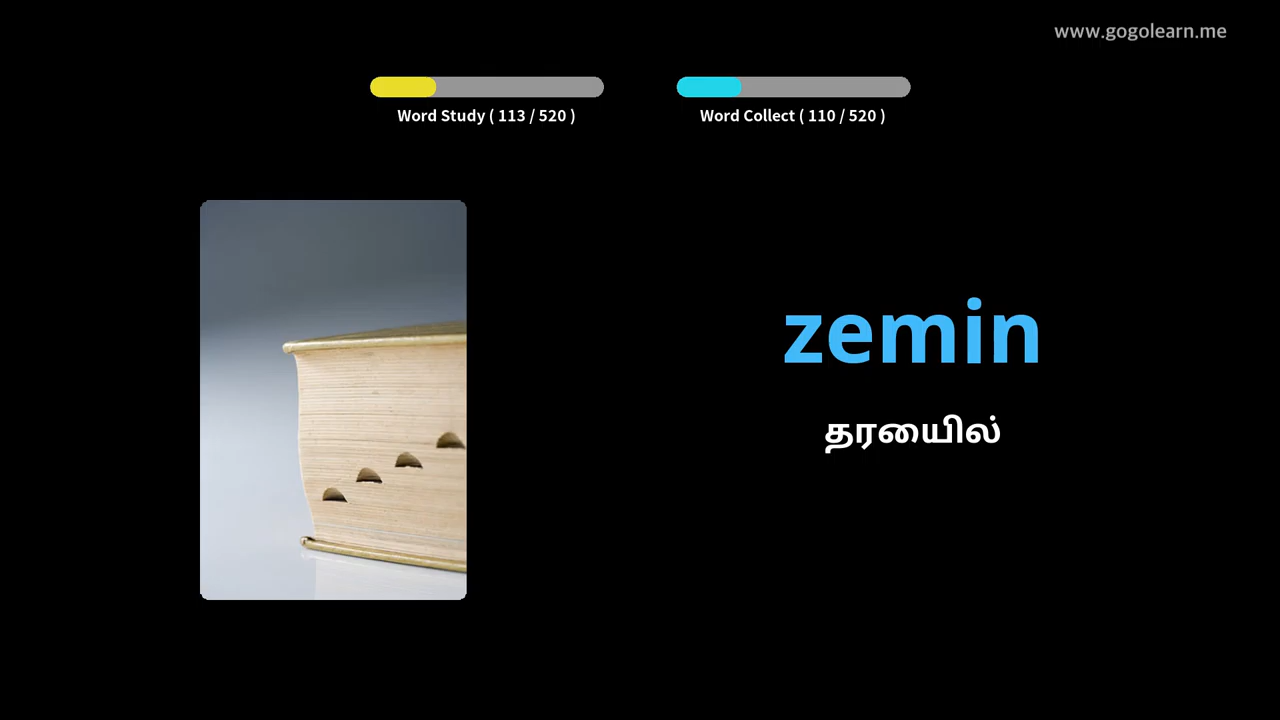 www.gogolearn.me
Word Study ( 113 / 520 )
Word Collect ( 110 / 520 )
zemin
தரையில்